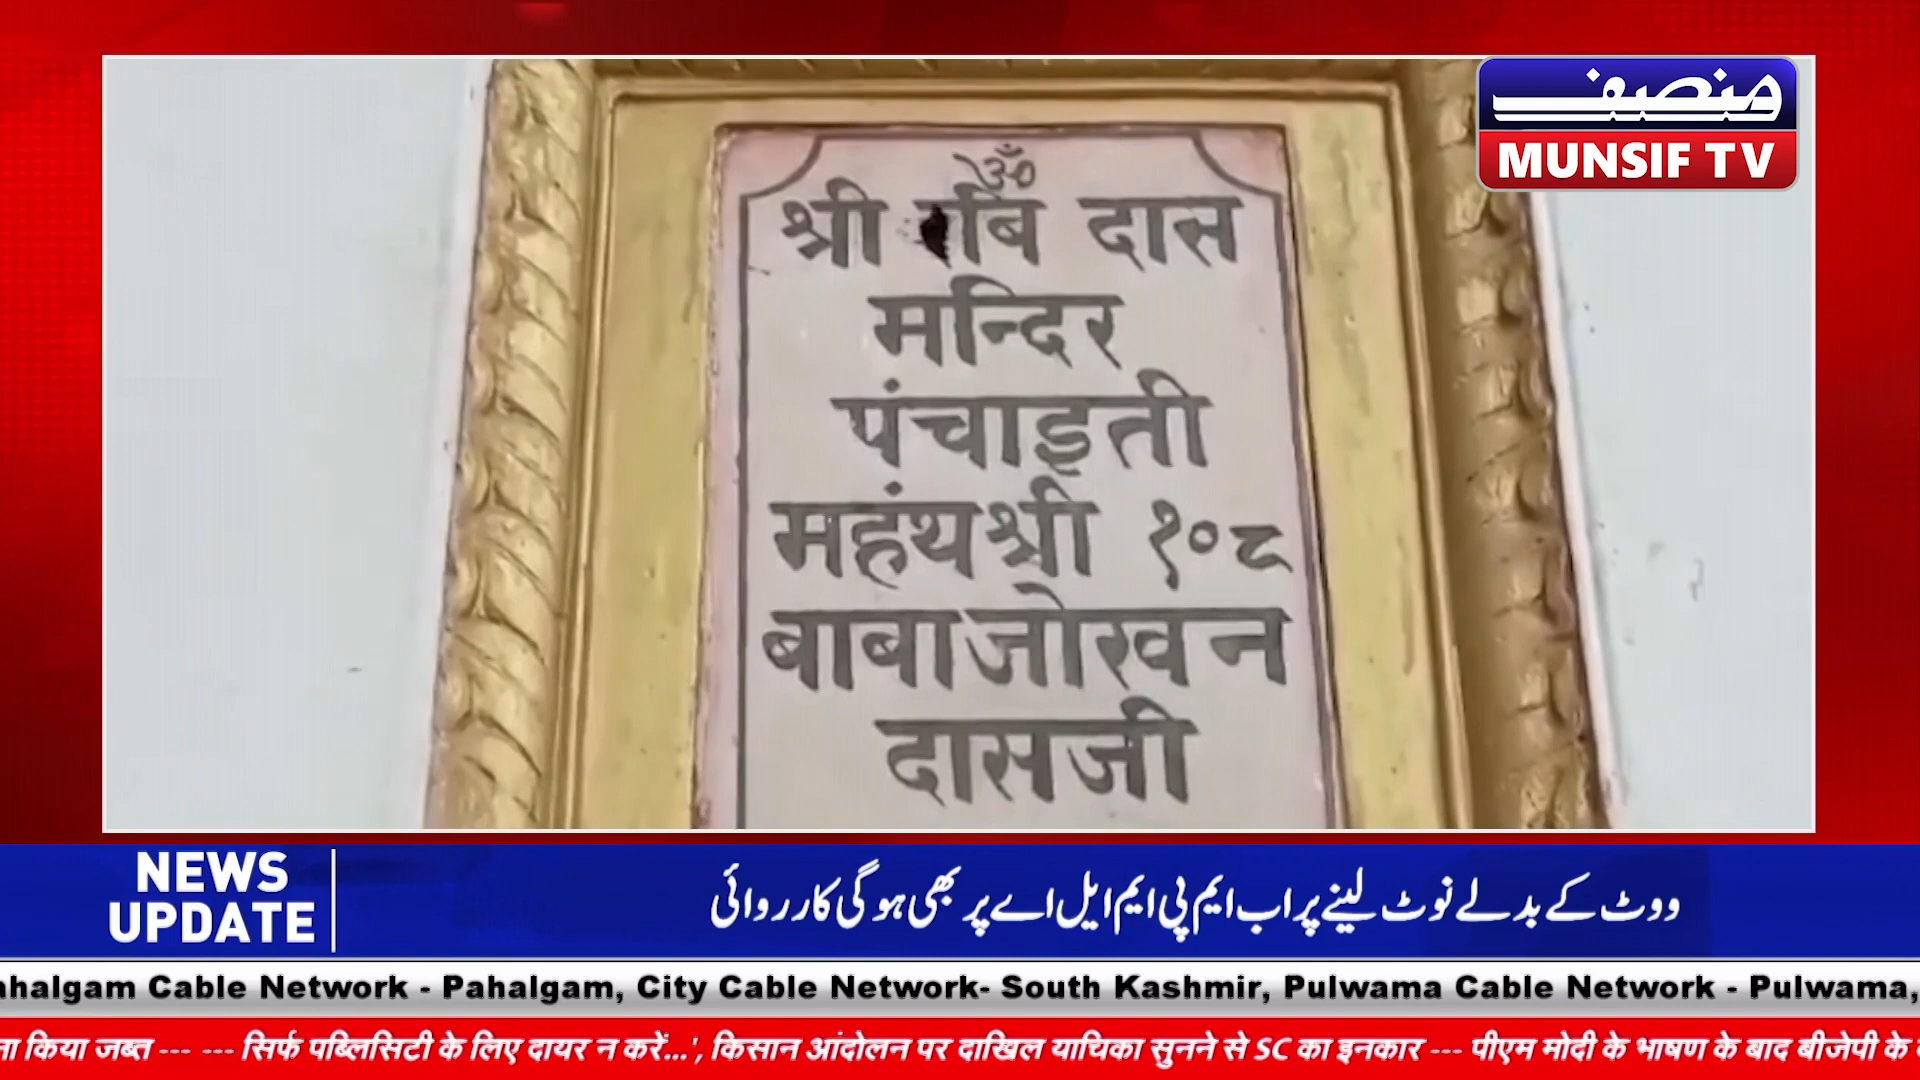 منصف
MUNSIF TV
ॐ
श्री रबि दास
मन्दिर
पंचाइती
महंथश्री १०८
बाबाजोखन
दासजी
NEWS
UPDATE
ووٹ کے بدلے نوٹ لینے پر اب ایم پی ایم ایل اے پر بھی ہوگی کارروائی
ahalgam Cable Network - Pahalgam, City Cable Network- South Kashmir, Pulwama Cable Network - Pulwama,
किया जब्त --- --- सिर्फ पब्लिसिटी के लिए दायर न करें...', किसान आंदोलन पर दाखिल याचिका सुनने से SC का इनकार --- पीएम मोदी के भाषण के बाद बीजेपी के